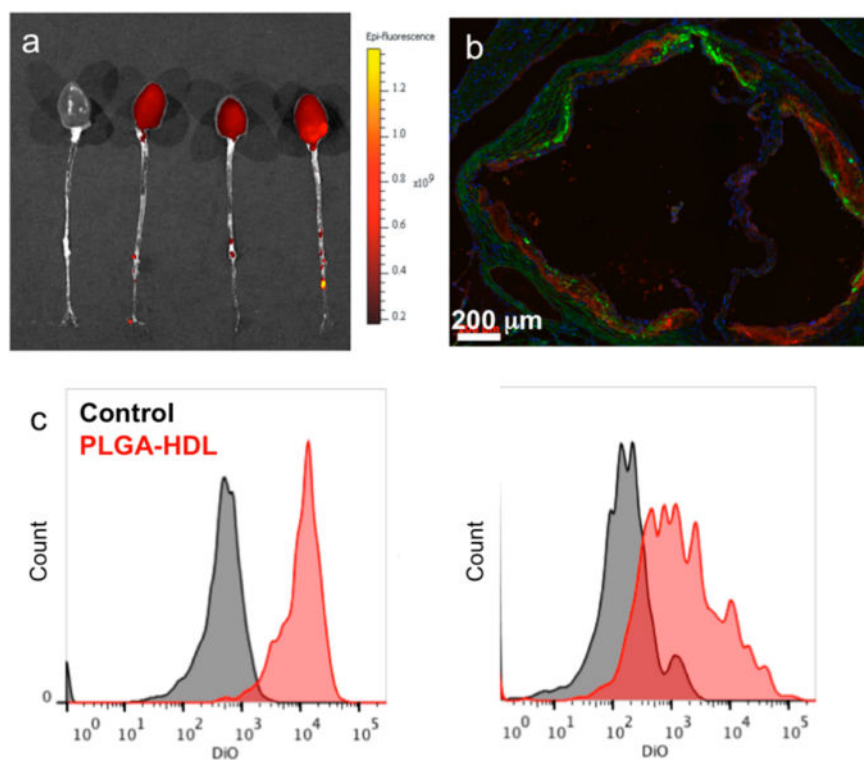 a
Epi-fluorescence
1.2
1.0
x10⁹
0.8
0.6
0.4
0.2
b
200 μm
c
Control
PLGA-HDL
Count
0
10⁰ 10¹ 10² 10³ 10⁴ 10⁵
DiO
Count
10⁰ 10¹ 10² 10³ 10⁴ 10⁵
DiO